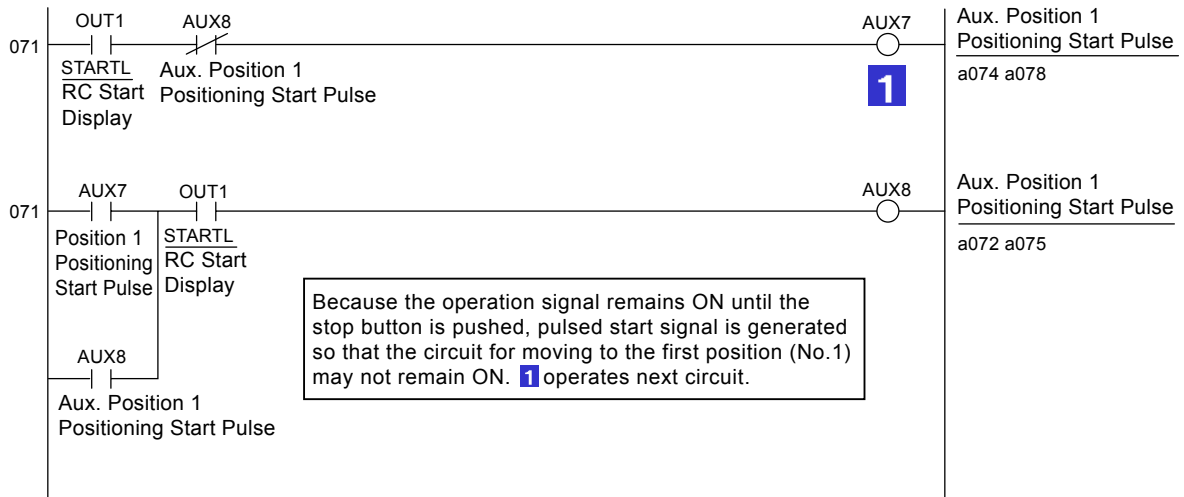 OUT1 AUX8 AUX7 Aux. Position 1
071 Positioning Start Pulse
STARTL Aux. Position 1 a074 a078
RC Start Positioning Start Pulse 1
Display
AUX7 OUT1 AUX8 Aux. Position 1
071 Positioning Start Pulse
Position 1 STARTL a072 a075
Positioning RC Start
Start Pulse Display
Because the operation signal remains ON until the
stop button is pushed, pulsed start signal is generated
so that the circuit for moving to the first position (No.1)
may not remain ON. 1 operates next circuit.
AUX8
Aux. Position 1
Positioning Start Pulse